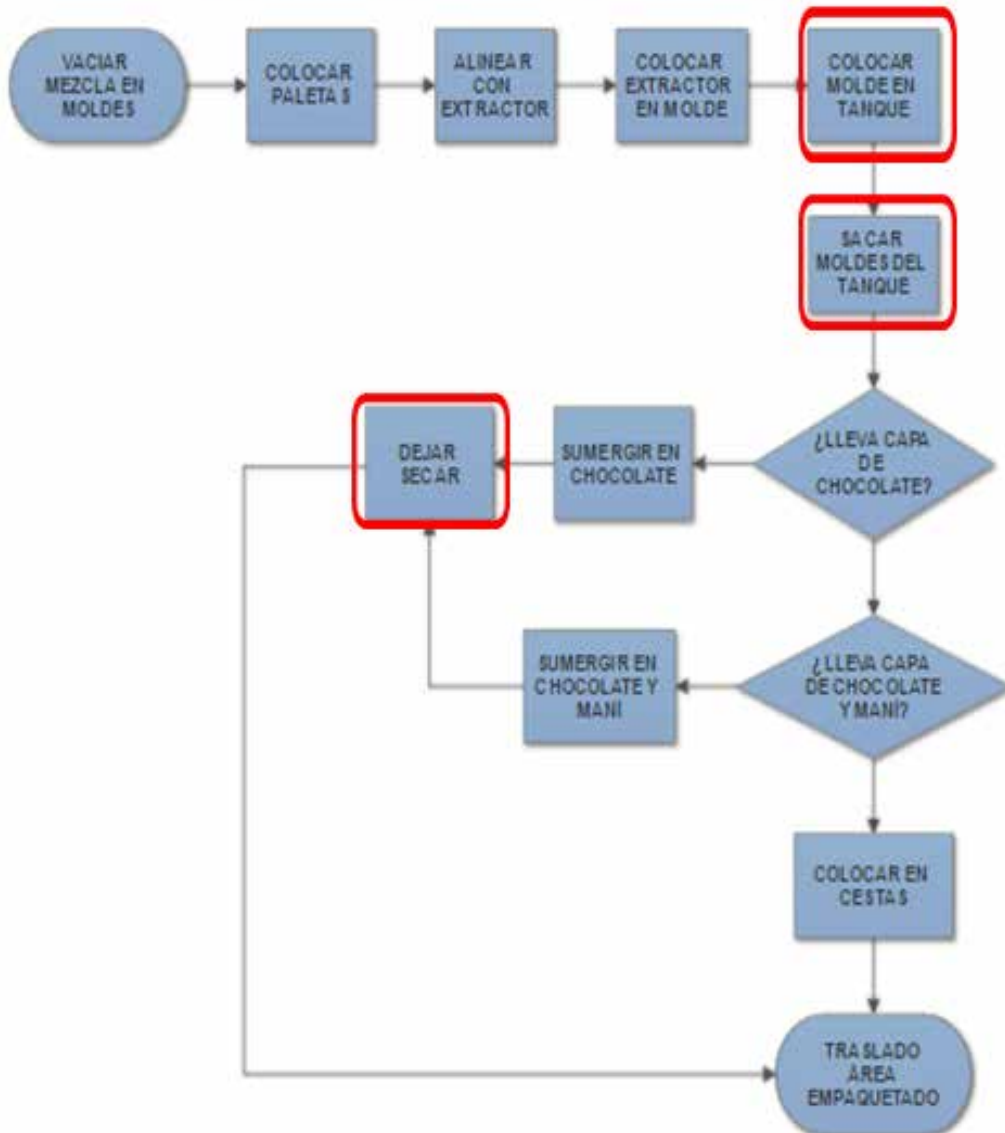 VACIAR
MEZCLA EN
MOLDES
COLOCAR
PALETAS
ALINEAR
CON
EXTRACTOR
COLOCAR
EXTRACTOR
EN MOLDE
COLOCAR
MOLDE EN
TANQUE
SACAR
MOLDES DEL
TANQUE
¿LLEVA CAPA
DE
CHOCOLATE?
SUMERGIR EN
CHOCOLATE
DEJAR
SECAR
¿LLEVA CAPA
DE CHOCOLATE
Y MANÍ?
SUMERGIR EN
CHOCOLATE Y
MANÍ
COLOCAR EN
CESTAS
TRASLADO
ÁREA
EMPAQUETADO